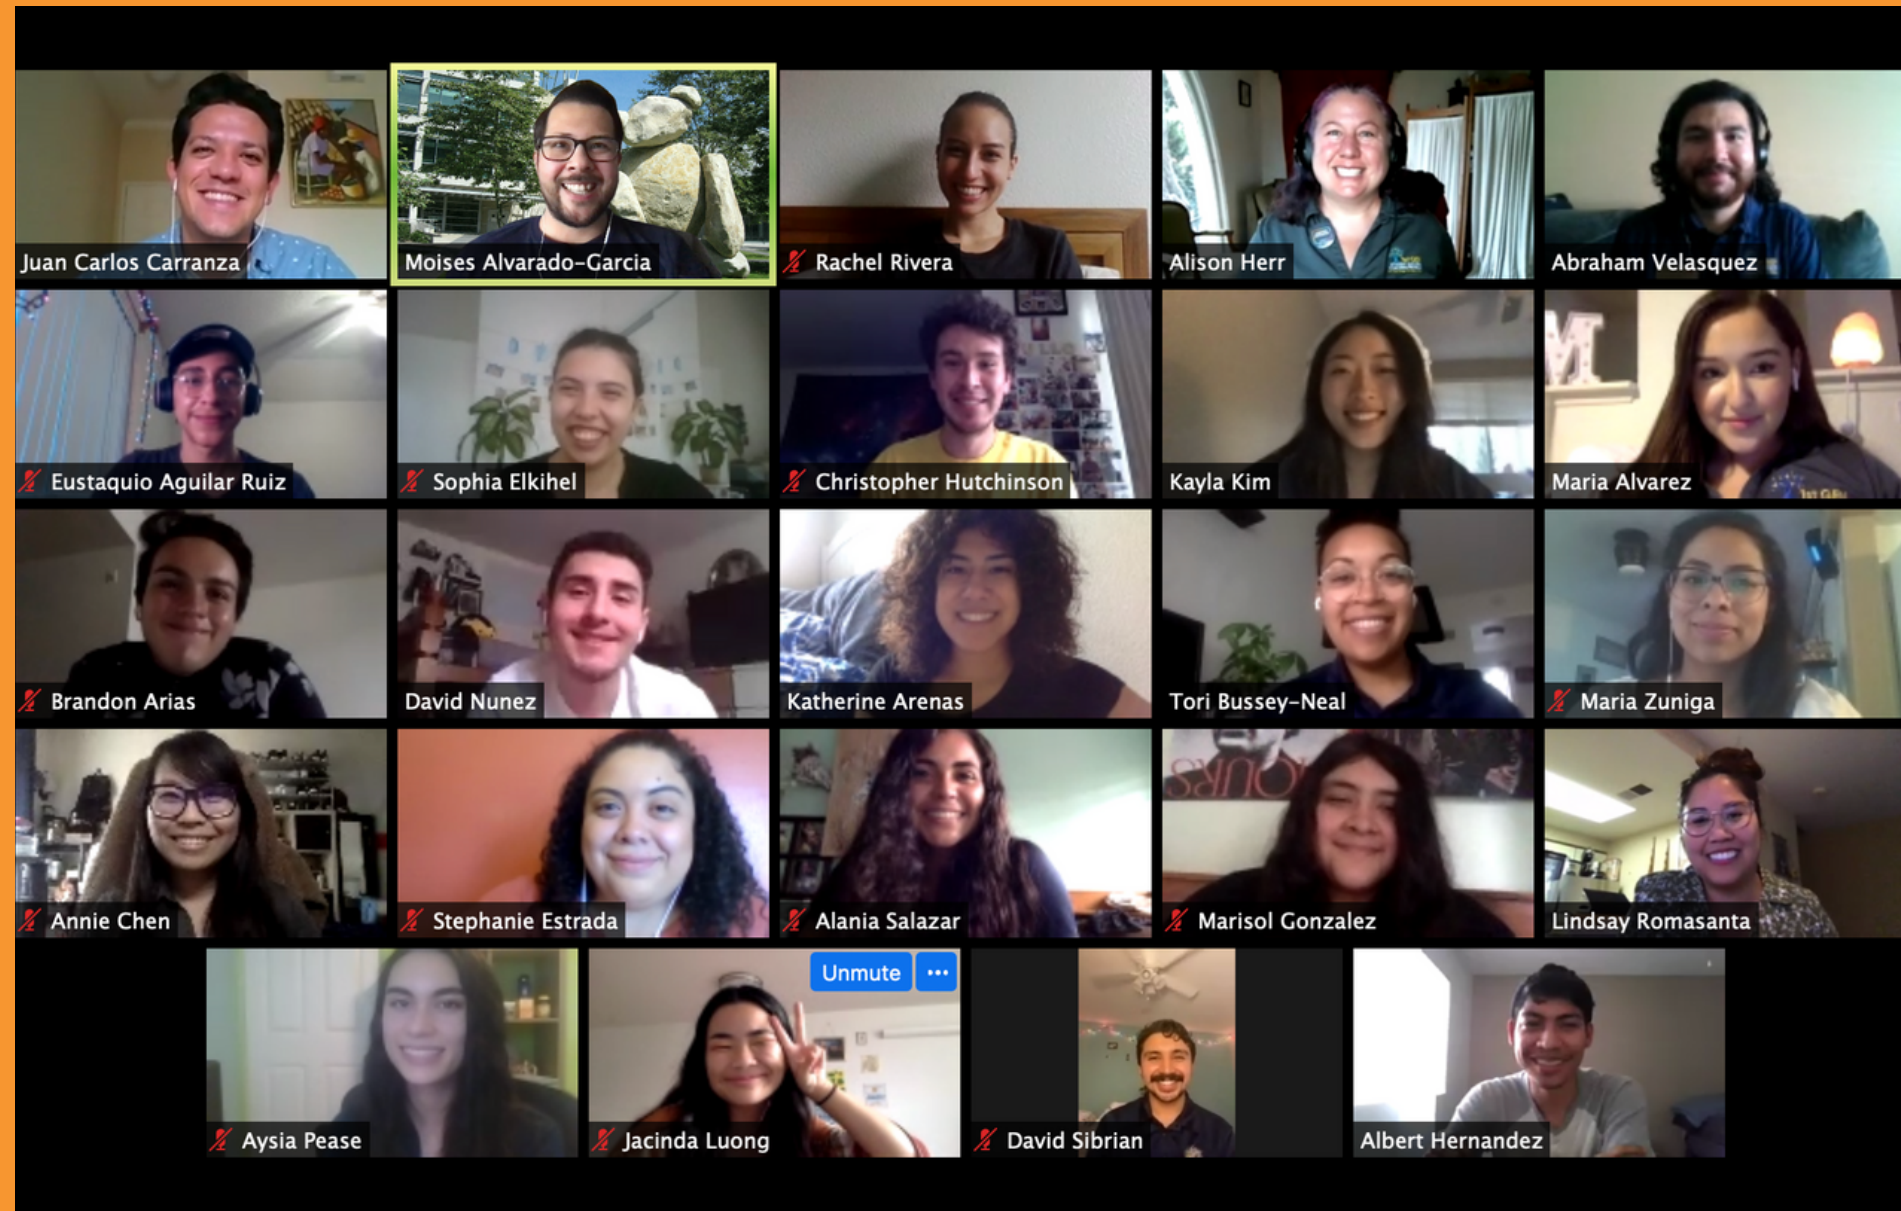 Juan Carlos Carranza
Moises Alvarado-Garcia
Rachel Rivera
Alison Herr
Abraham Velasquez
Eustaquio Aguilar Ruiz
Sophia Elkihel
Christopher Hutchinson
Kayla Kim
M
Maria Alvarez
1st GEN
Brandon Arias
David Nunez
Katherine Arenas
Tori Bussey-Neal
Maria Zuniga
Annie Chen
Stephanie Estrada
Alania Salazar
Marisol Gonzalez
Lindsay Romasanta
Unmute ...
Aysia Pease
Jacinda Luong
David Sibrian
Albert Hernandez